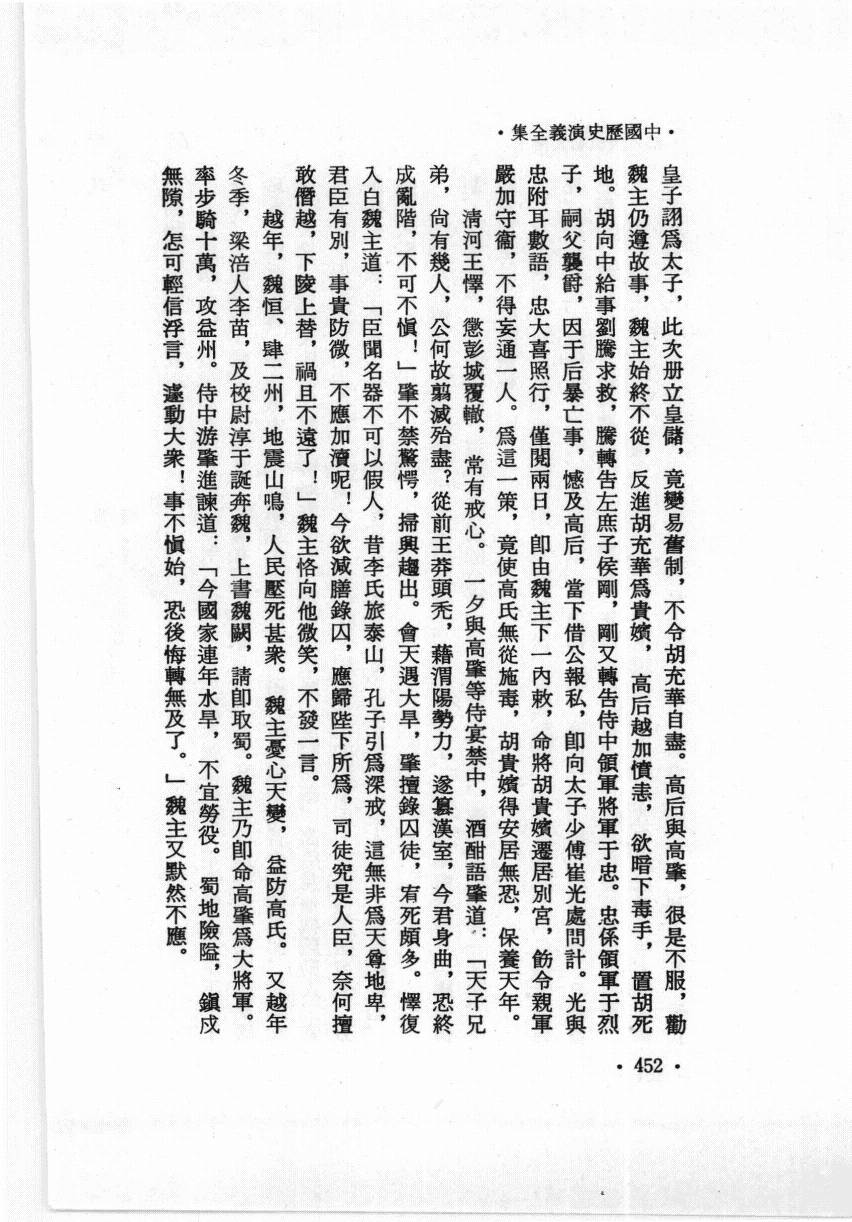 ・中國歷史演義全集・
皇子詡爲太子，此次册立皇儲，竟變易舊制，不令胡充華自盡。高后與高肇，很是不服，勸
魏主仍遵故事，魏主始終不從，反進胡充華爲貴嬪，高后越加憤恚，欲暗下毒手，置胡死
地。胡向中給事劉騰求救，騰轉告左庶子侯剛，剛又轉告侍中領軍將軍于忠。忠係領軍于烈
子，嗣父襲爵，因于后暴亡事，憾及高后，當下借公報私，卽向太子少傅崔光處問計。光與
忠附耳數語，忠大喜照行，僅閱兩日，卽由魏主下一內敕，命將胡貴嬪遷居別宮，飭令親軍
嚴加守衞，不得妄通一人。爲這一策，竟使高氏無從施毒，胡貴嬪得安居無恐，保養天年。
清河王懌，懲彭城覆轍，常有戒心。一夕與高肇等侍宴禁中，酒酣語肇道：「天子兄
弟，尙有幾人，公何故翦滅殆盡？從前王莽頭禿，藉渭陽勢力，遂篡漢室，今君身曲，恐終
成亂階，不可不愼！」肇不禁驚愕，掃興趨出。會天遇大旱，肇擅錄囚徒，宥死頗多。懌復
入白魏主道：「臣聞名器不可以假人，昔李氏旅泰山，孔子引爲深戒，這無非爲天尊地卑，
君臣有別，事貴防微，不應加瀆呢！今欲減膳錄囚，應歸陛下所爲，司徒究是人臣，奈何擅
敢僭越，下陵上替，禍且不遠了！」魏主恪向他微笑，不發一言。
越年，魏恒、肆二州，地震山鳴，人民壓死甚衆。魏主憂心天變，益防高氏。又越年
冬季，梁涪人李苗，及校尉淳于誕奔魏，上書魏闕，請卽取蜀。魏主乃卽命高肇爲大將軍。
率步騎十萬，攻益州。侍中游肇進諫道：「今國家連年水旱，不宜勞役。蜀地險隘，鎭戍
無隙，怎可輕信浮言，遽動大衆！事不愼始，恐後悔轉無及了。」魏主又默然不應。
・452・